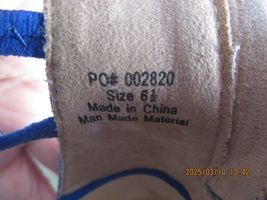 PO# 002820
Size 6½
Made in China
Man Made Material
2025/03/10 10:42